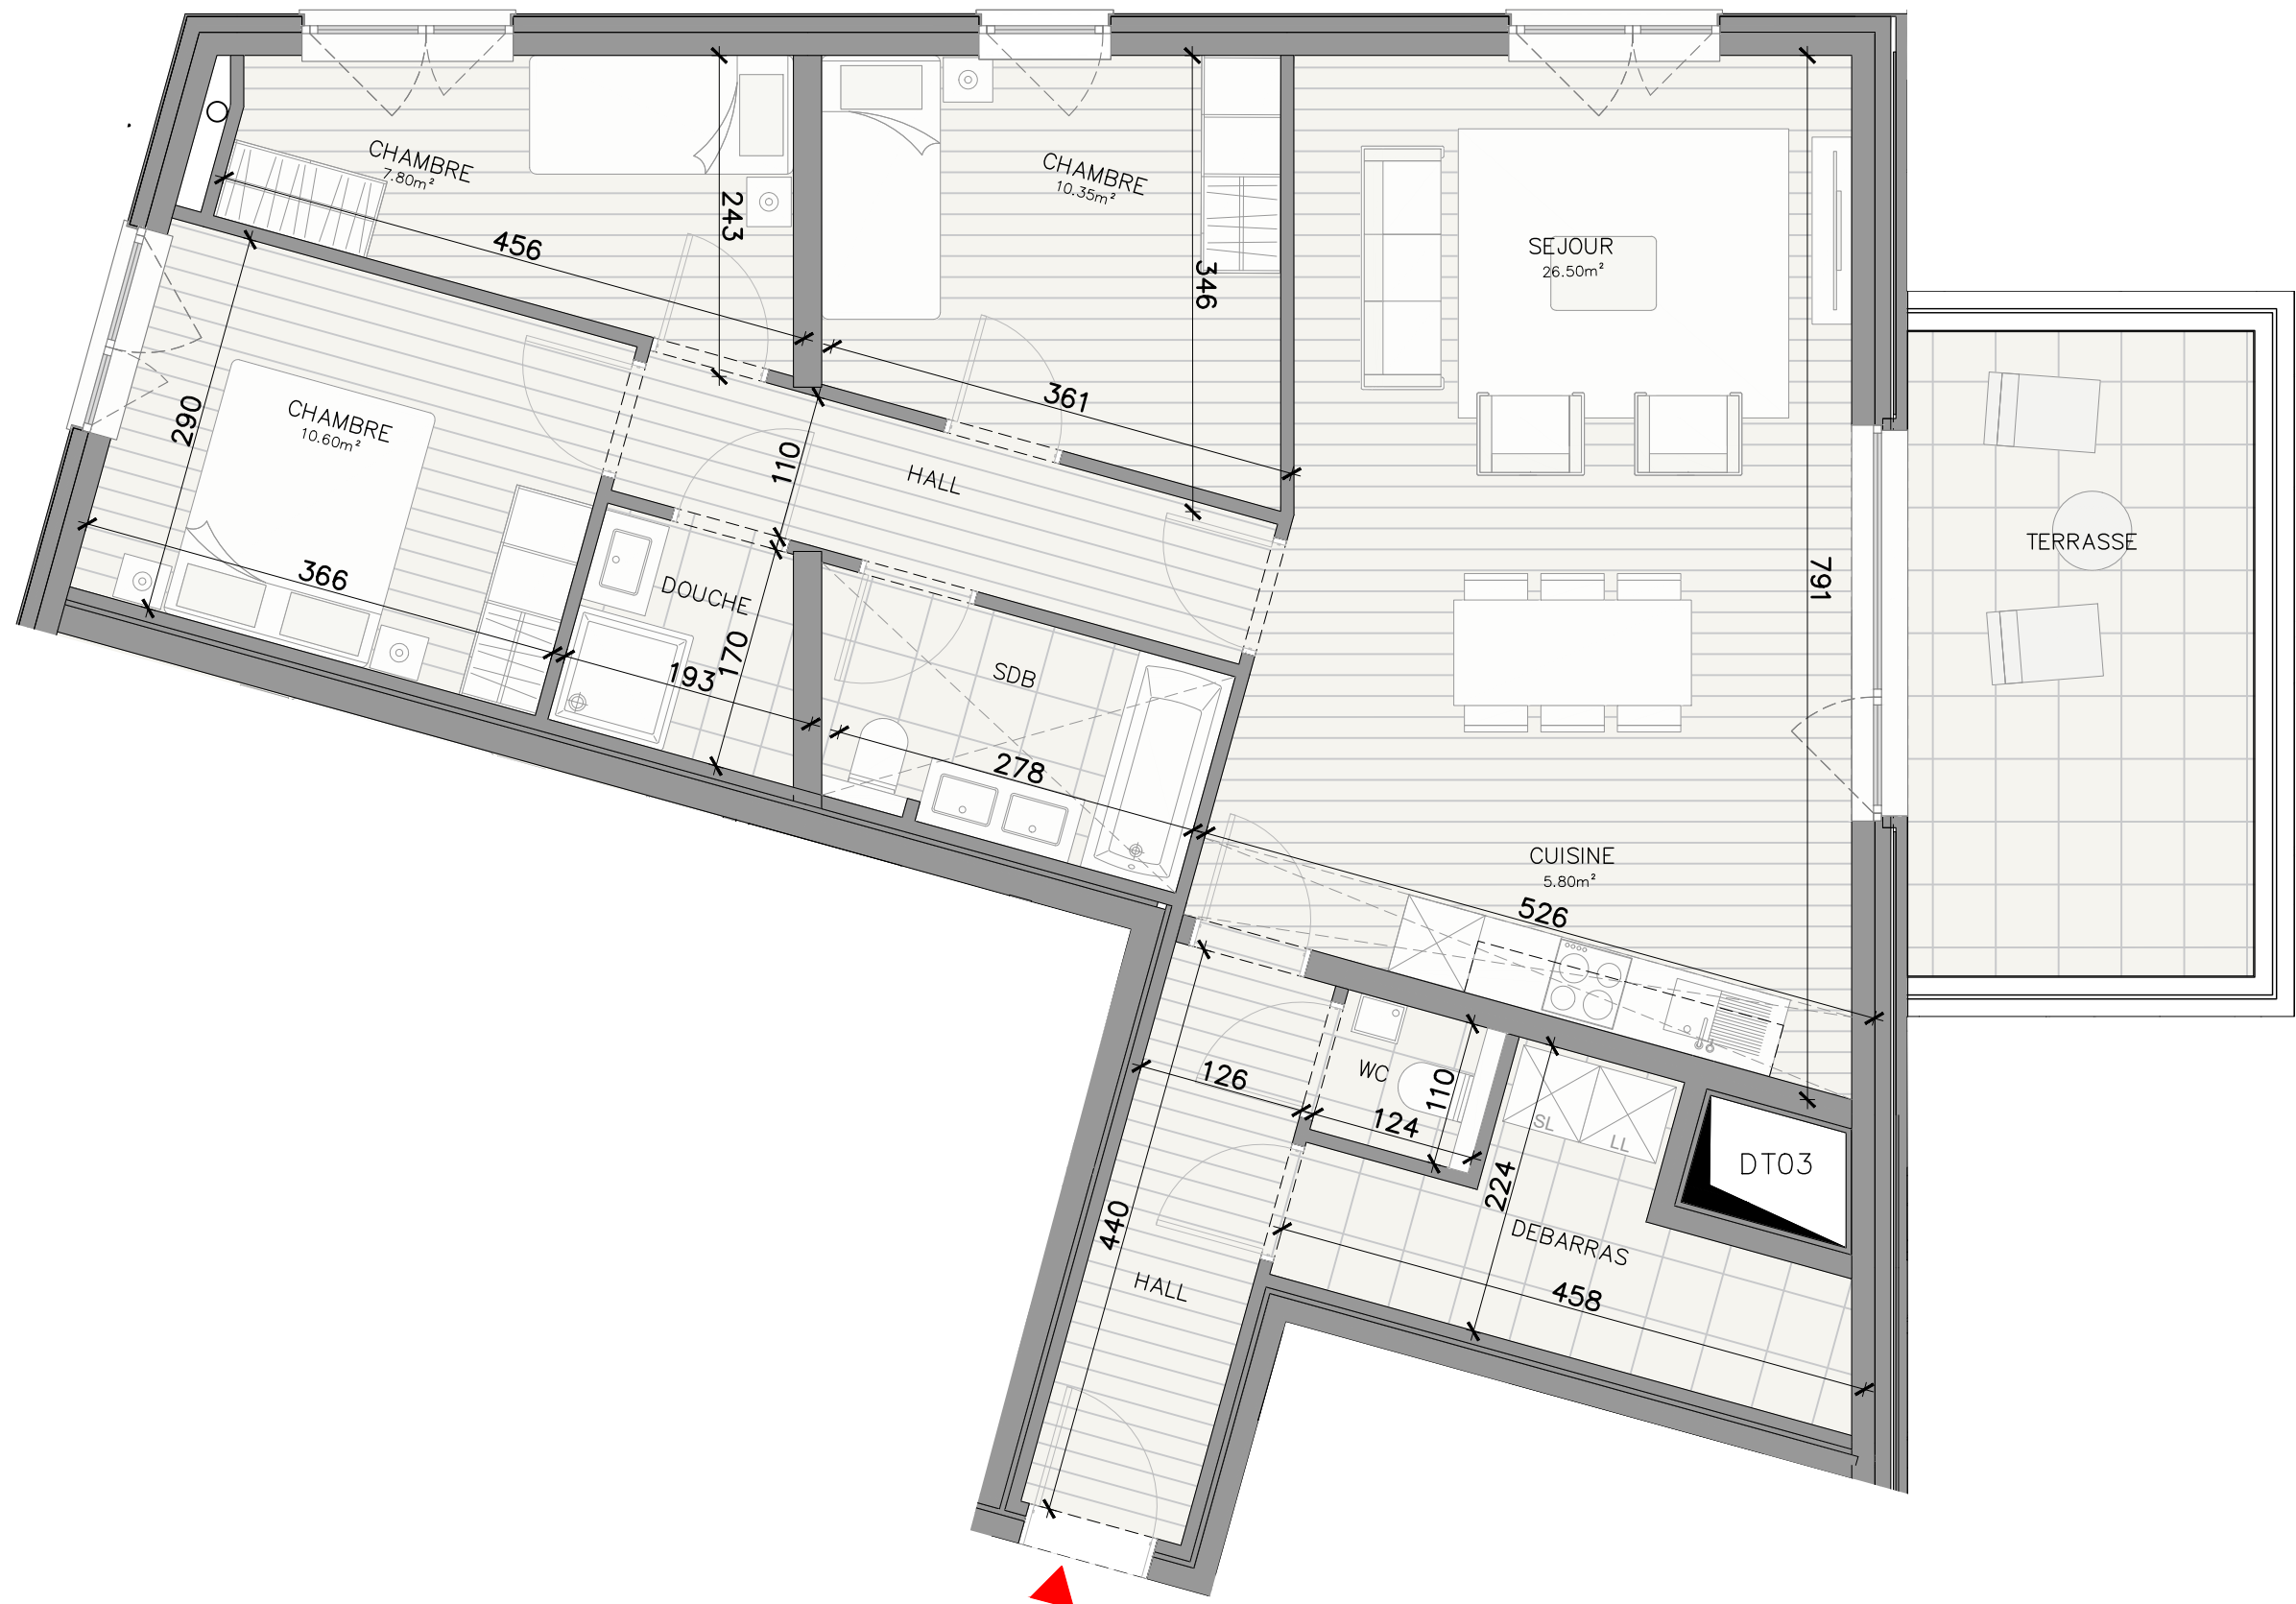 CHAMBRE
7.80m²
456
243
CHAMBRE
10.35m²
346
361
SEJOUR
26.50m²
791
CHAMBRE
10.60m²
290
366
110
HALL
DOUCHE
193
170
SDB
278
TERRASSE
CUISINE
5.80m²
526
126
WC
110
124
SL
LL
DT03
224
DEBARRAS
458
440
HALL